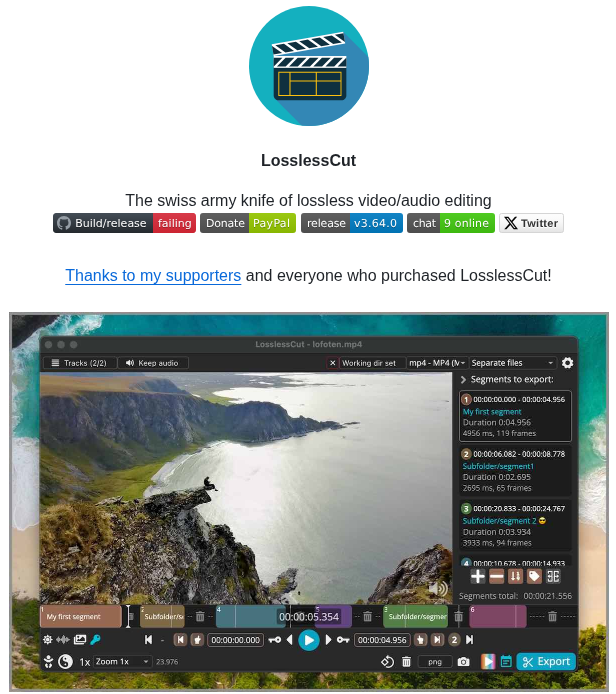 LosslessCut
The swiss army knife of lossless video/audio editing
Build/release failing Donate PayPal release v3.64.0 chat 9 online X Twitter
Thanks to my supporters and everyone who purchased LosslessCut!
LosslessCut - lofoten.mp4
Tracks (2/2) Keep audio Working dir set mp4 - MP4 (M Separate files
Segments to export:
1 00:00:00.000 - 00:00:04.956
My first segment
Duration 0:04.956
4956 ms, 119 frames
2 00:00:06.082 - 00:00:08.778
Subfolder/segment1
Duration 0:02.695
2695 ms, 65 frames
3 00:00:20.833 - 00:00:24.767
Subfolder/segment 2 😎
Duration 0:03.934
3933 ms, 94 frames
4 00:00:10.678 - 00:00:14.933
Segments total: 00:00:21.556
1 2 4 5 3 6
My first segment Subfolder/s 00:00:05.354 Subfolder/segmer
- 00:00:00.000 00:00:04.956 2
1x Zoom 1x 23.976 png Export